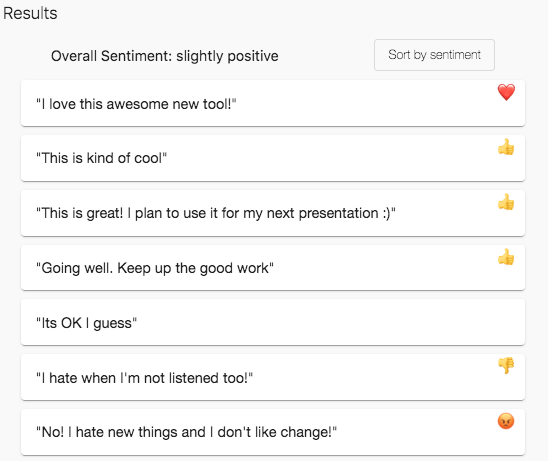 Results
Overall Sentiment: slightly positive
Sort by sentiment
"I love this awesome new tool!"
"This is kind of cool"
"This is great! I plan to use it for my next presentation :)"
"Going well. Keep up the good work"
"Its OK I guess"
"I hate when I'm not listened too!"
"No! I hate new things and I don't like change!"